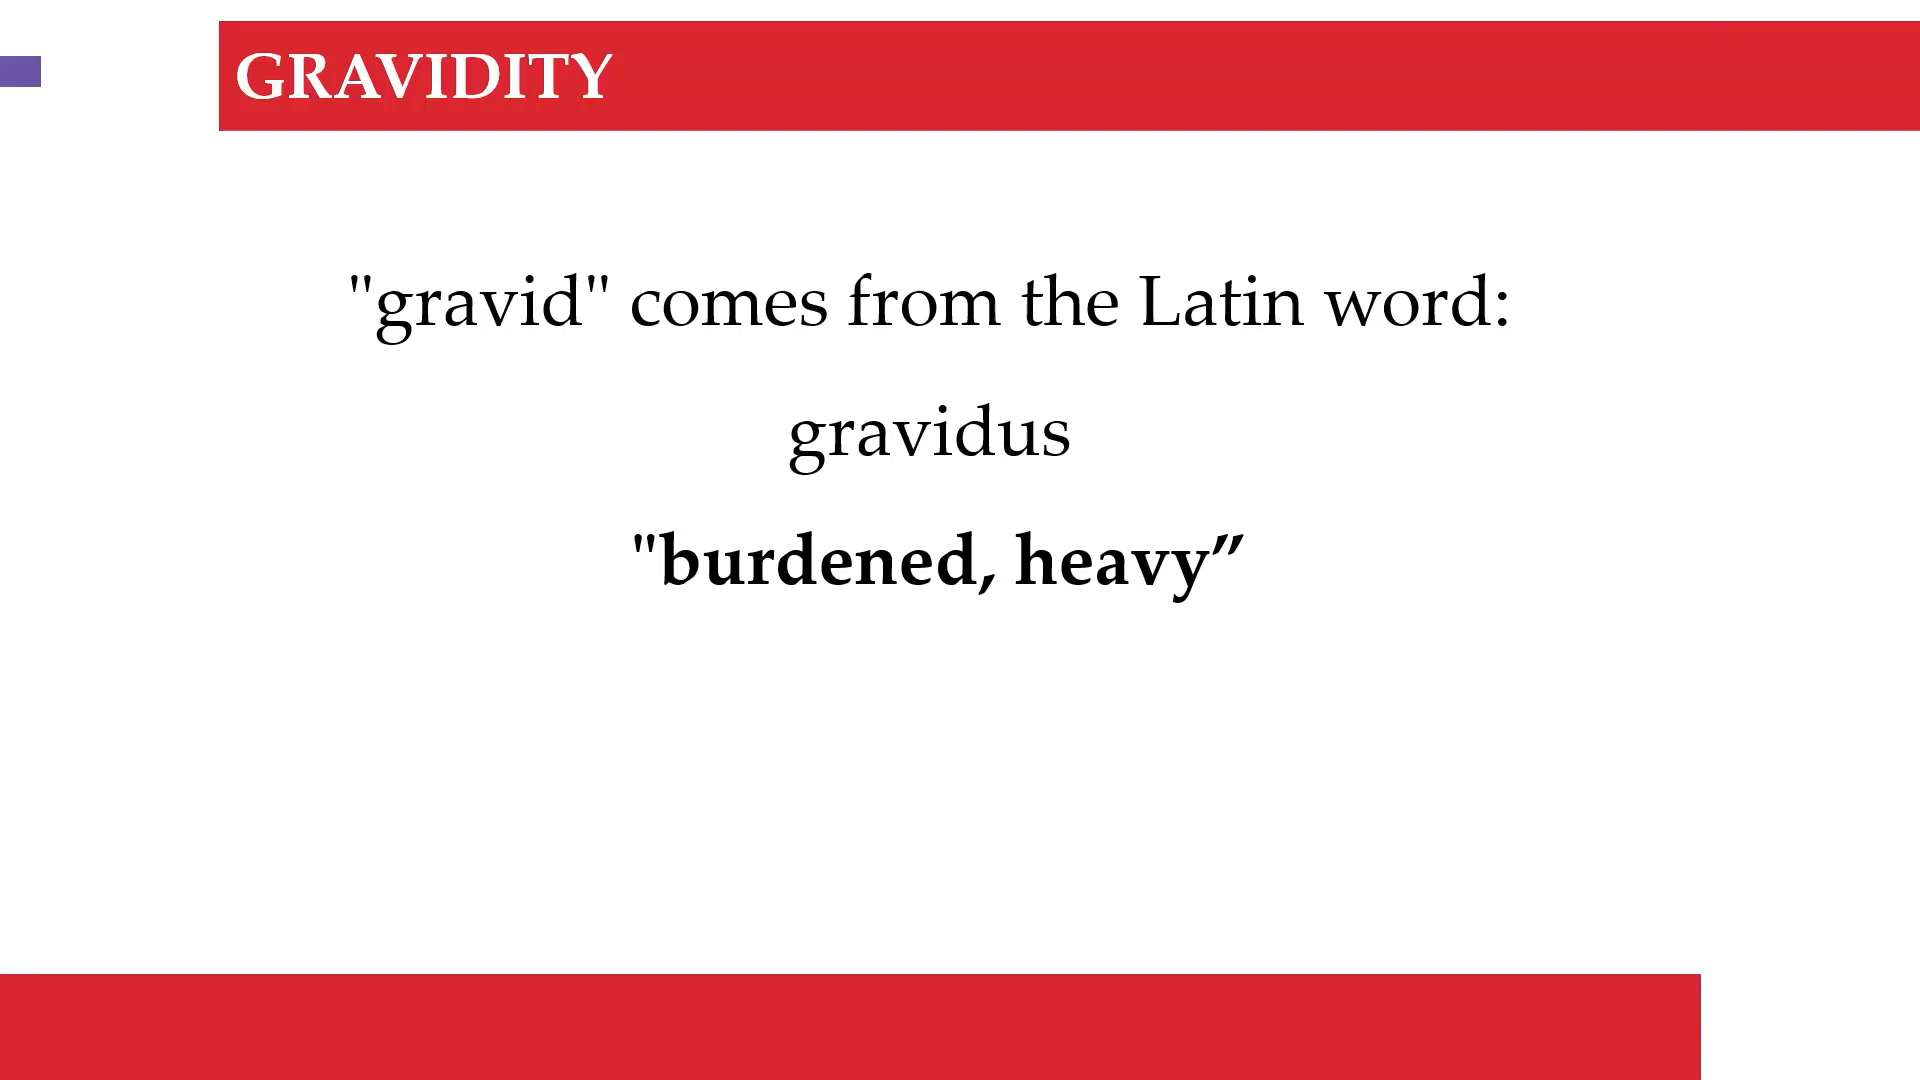 GRAVIDITY
"gravid" comes from the Latin word:
gravidus
"burdened, heavy”